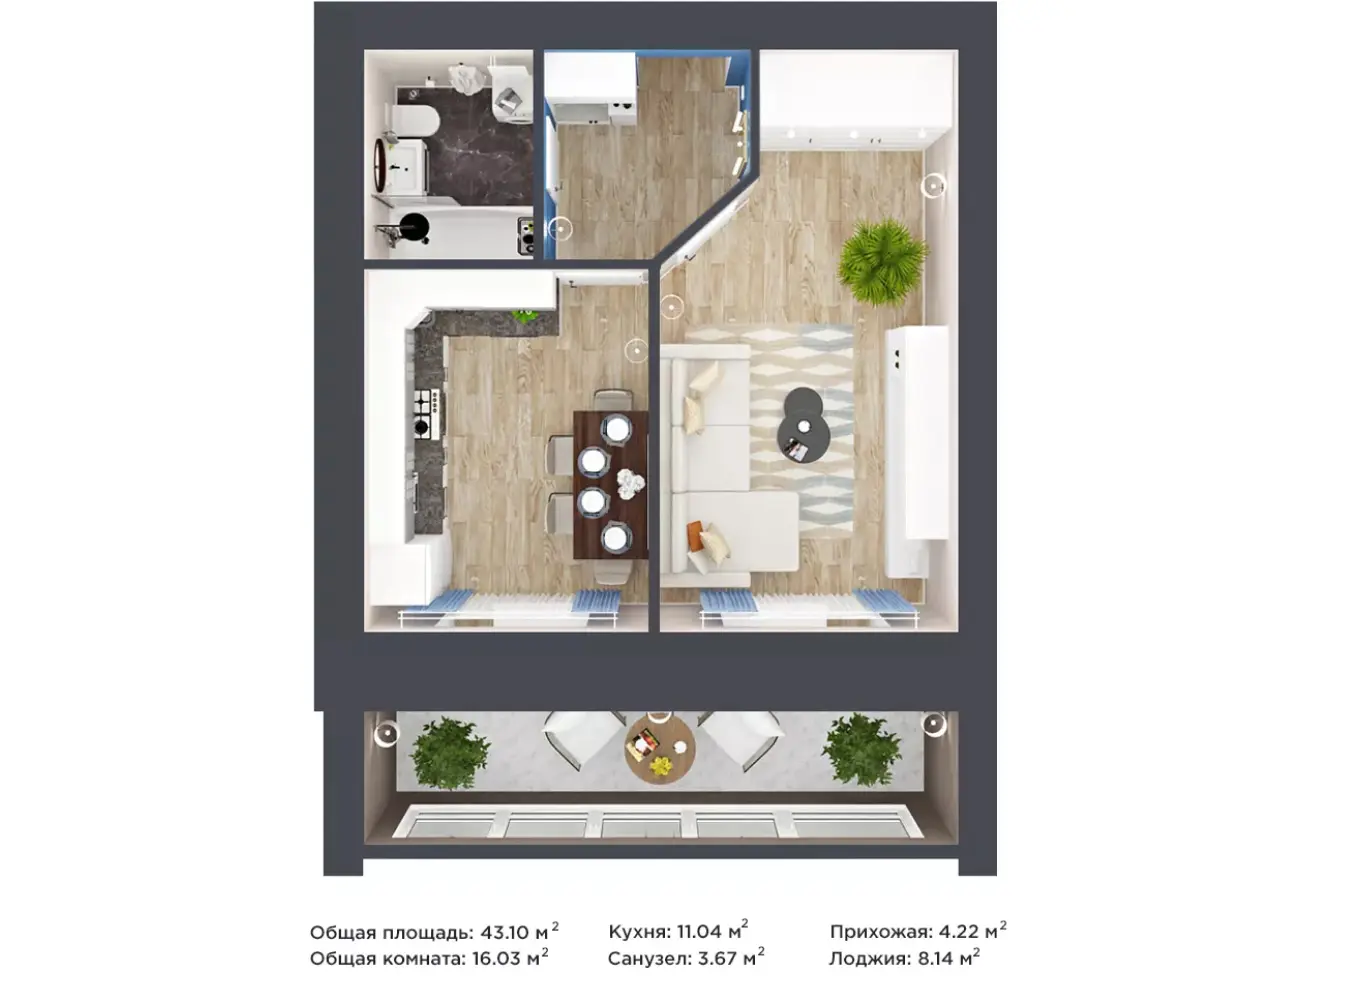 Общая площадь: 43.10 м²
Общая комната: 16.03 м²
Кухня: 11.04 м²
Санузел: 3.67 м²
Прихожая: 4.22 м²
Лоджия: 8.14 м²